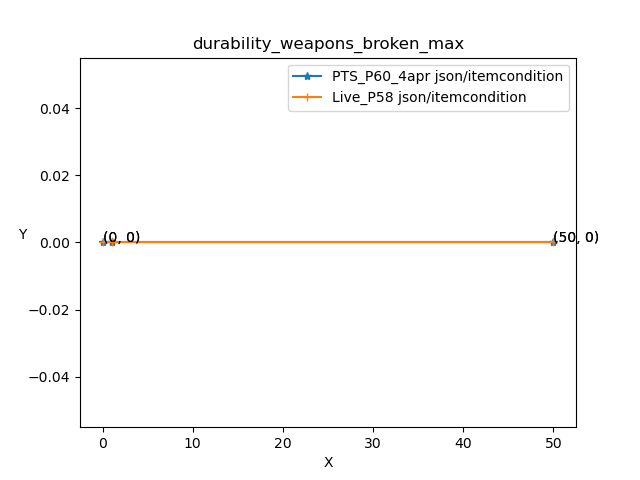 durability_weapons_broken_max
PTS_P60_4apr json/itemcondition
Live_P58 json/itemcondition
0.04
0.02
0.00
−0.02
−0.04
Y
(0, 0)
(50, 0)
0
10
20
30
40
50
X